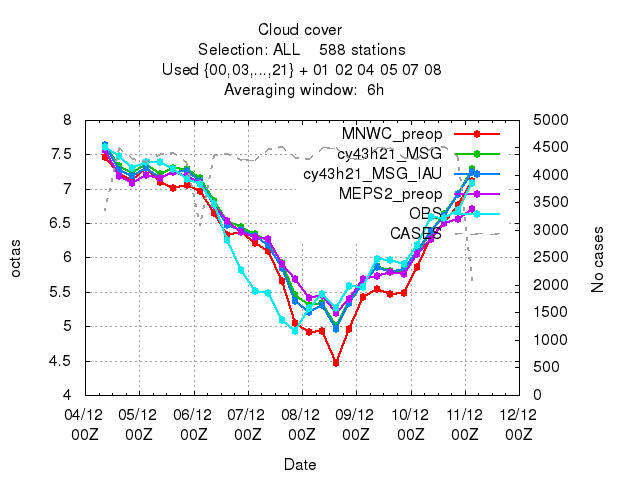 Cloud cover
Selection: ALL    588 stations
Used {00,03,...,21} + 01 02 04 05 07 08
Averaging window:  6h
8
7.5
7
6.5
6
5.5
5
4.5
4
octas
5000
4500
4000
3500
3000
2500
2000
1500
1000
500
0
No cases
MNWC_preop
cy43h21_MSG
cy43h21_MSG_IAU
MEPS2_preop
OBS
CASES
04/12 05/12 06/12 07/12 08/12 09/12 10/12 11/12 12/12
00Z 00Z 00Z 00Z 00Z 00Z 00Z 00Z 00Z
Date